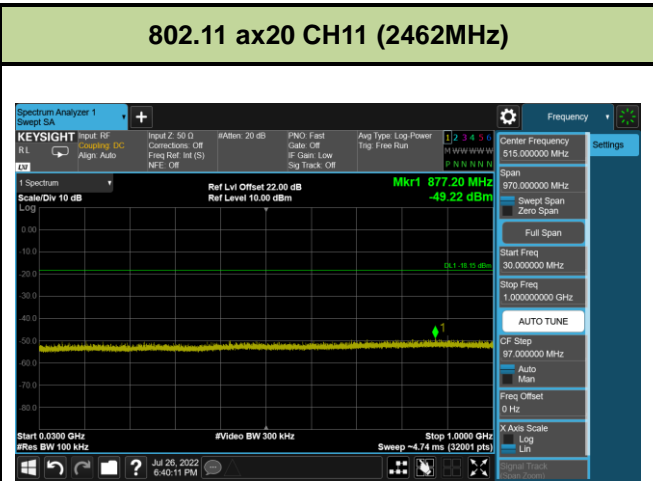 802.11 ax20 CH11 (2462MHz)
Spectrum Analyzer 1
Swept SA
+
Frequency
KEYSIGHT
RL
LXI
Input: RF
Coupling: DC
Align: Auto
Input Z: 50 Ω
Corrections: Off
Freq Ref: Int (S)
NFE: Off
#Atten: 20 dB
PNO: Fast
Gate: Off
IF Gain: Low
Sig Track: Off
Avg Type: Log-Power
Trig: Free Run
1 2 3 4 5 6
M W W W W W
P N N N N N
1 Spectrum
Scale/Div 10 dB
Log
Ref Lvl Offset 22.00 dB
Ref Level 10.00 dBm
Mkr1 877.20 MHz
-49.22 dBm
0.00
-10.0
-20.0
-30.0
-40.0
-50.0
-60.0
-70.0
-80.0
DL1 -18.15 dBm
1
Start 0.0300 GHz
#Res BW 100 kHz
#Video BW 300 kHz
Stop 1.0000 GHz
Sweep ~4.74 ms (32001 pts)
Jul 26, 2022
6:40:11 PM
Center Frequency
515.000000 MHz
Span
970.000000 MHz
Swept Span
Zero Span
Full Span
Start Freq
30.000000 MHz
Stop Freq
1.000000000 GHz
AUTO TUNE
CF Step
97.000000 MHz
Auto
Man
Freq Offset
0 Hz
X Axis Scale
Log
Lin
Signal Track
(Span Zoom)
Settings